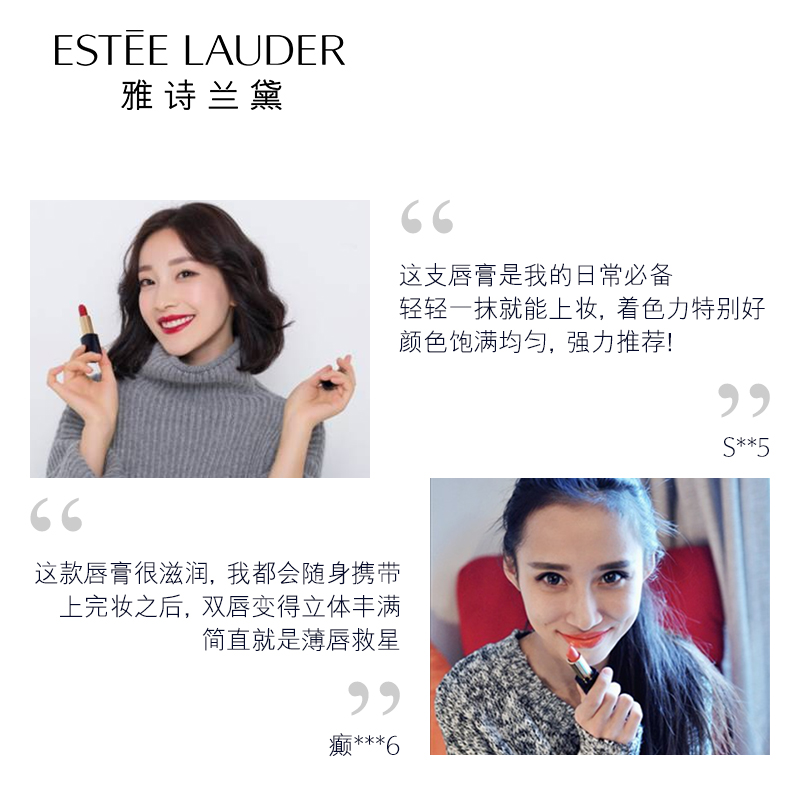 ESTĒE LAUDER
雅诗兰黛
“
这支唇膏是我的日常必备
轻轻一抹就能上妆, 着色力特别好
颜色饱满均匀, 强力推荐!
”
S**5
“
这款唇膏很滋润, 我都会随身携带
上完妆之后, 双唇变得立体丰满
简直就是薄唇救星
”
癫***6